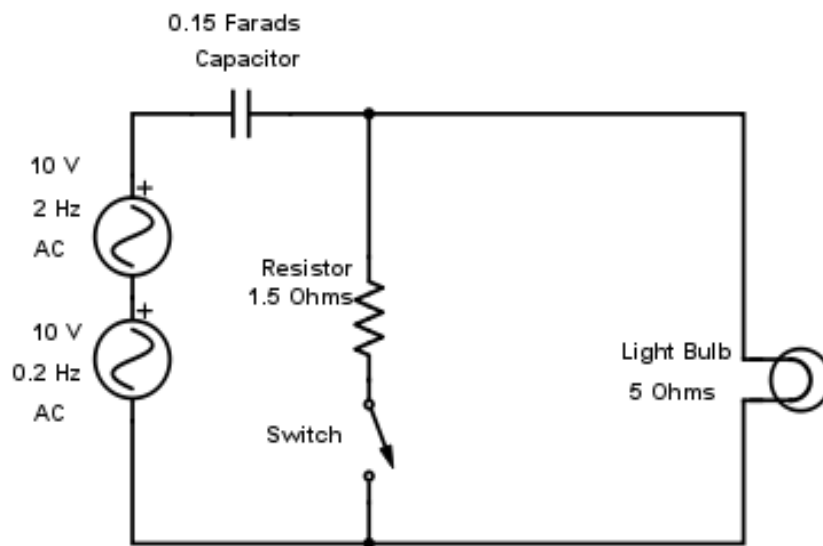 0.15 Farads
Capacitor
10 V
+
2 Hz
AC
+
10 V
0.2 Hz
AC
Resistor
1.5 Ohms
Switch
Light Bulb
5 Ohms